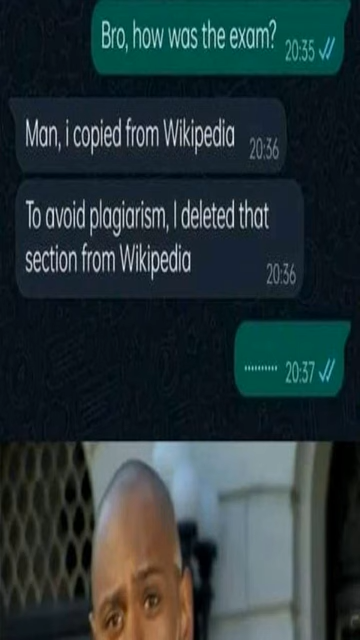 Bro, how was the exam?
20:35
Man, i copied from Wikipedia
20:36
To avoid plagiarism, I deleted that
section from Wikipedia
20:36
.......... 20:37